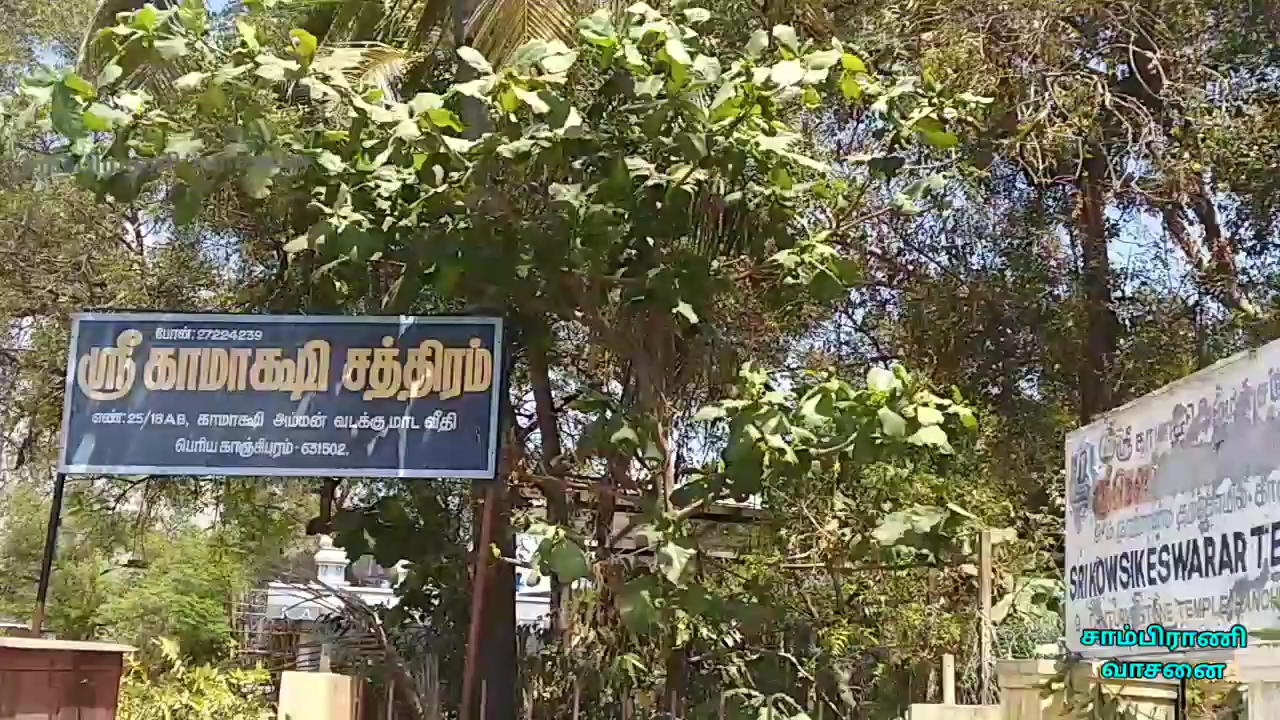 போன்: 27224239
ஸ்ரீ காமாக்ஷி சத்திரம்
எண்: 25/18AB, காமாக்ஷி அம்மன் வடக்கு மாட வீதி
பெரிய காஞ்சிபுரம் - 631502.
SRI KOWSIKESWARAR TE
சாம்பிராணி
வாசனை